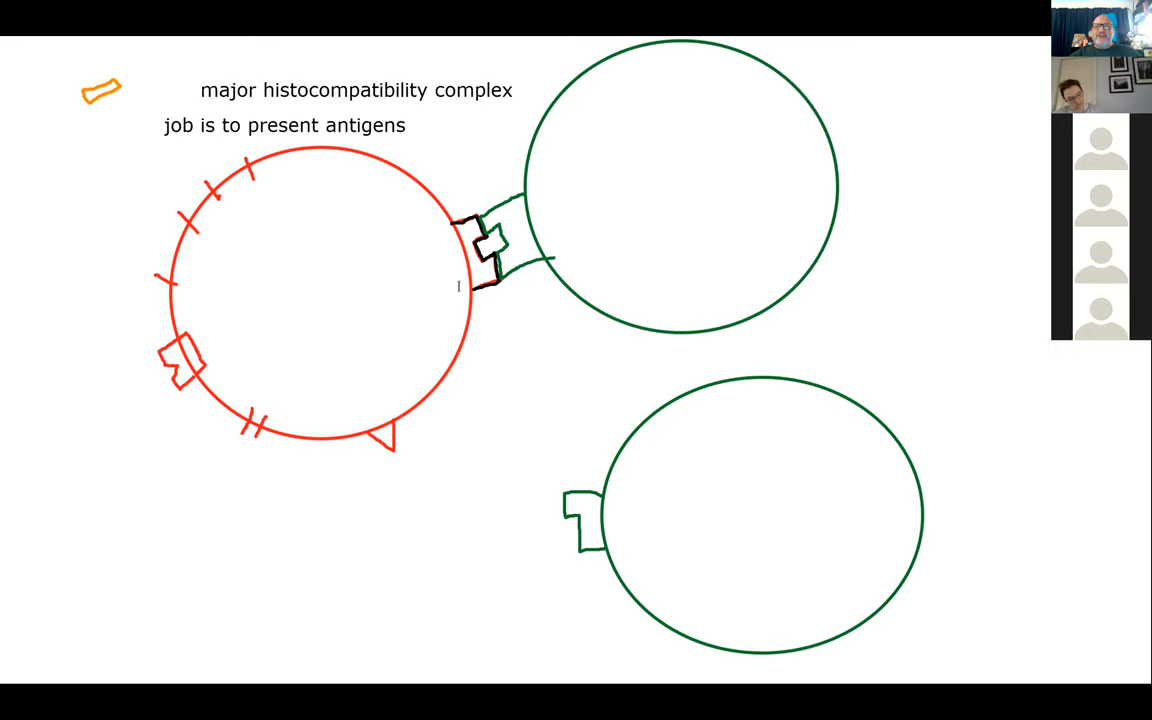 major histocompatibility complex
job is to present antigens